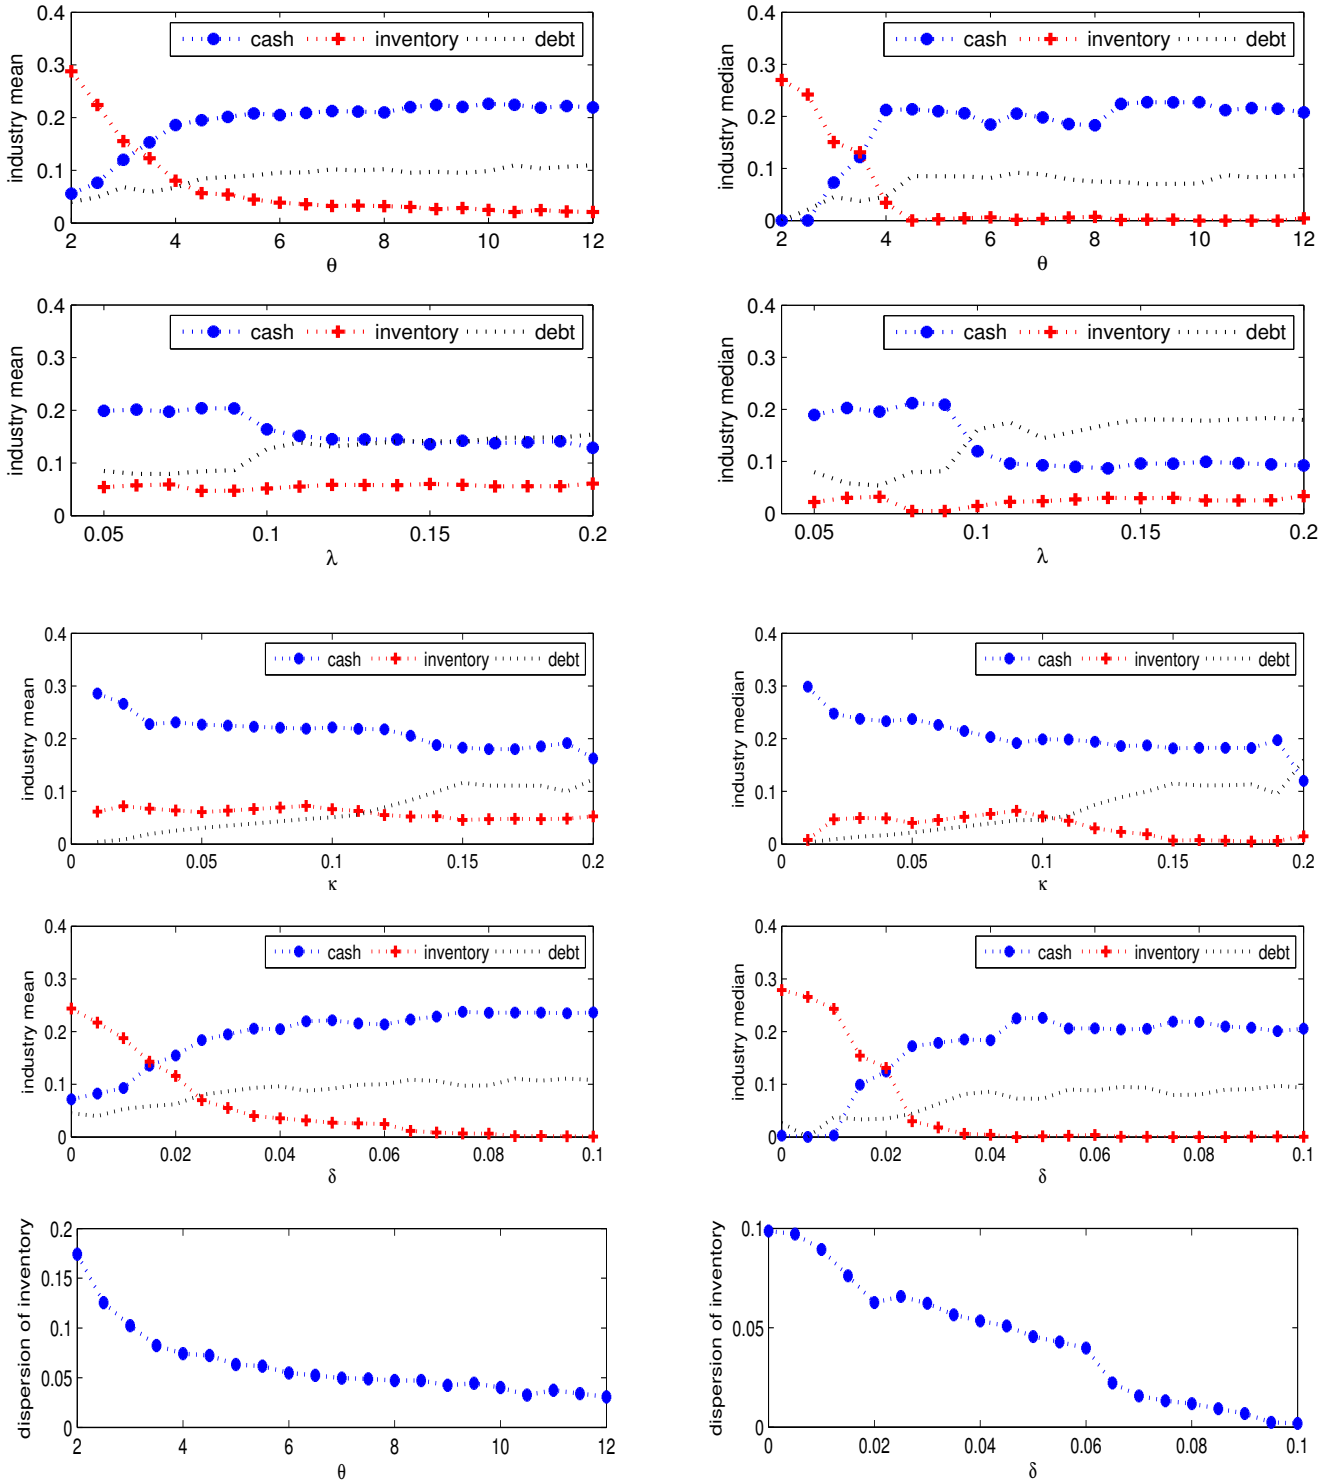 cash inventory debt
industry mean
0.4
0.3
0.2
0.1
0
2 4 6 8 10 12
θ
cash inventory debt
industry median
0.4
0.3
0.2
0.1
0
2 4 6 8 10 12
θ
cash inventory debt
industry mean
0.4
0.3
0.2
0.1
0
0.05 0.1 0.15 0.2
λ
cash inventory debt
industry median
0.4
0.3
0.2
0.1
0
0.05 0.1 0.15 0.2
λ
cash inventory debt
industry mean
0.4
0.3
0.2
0.1
0
0 0.05 0.1 0.15 0.2
κ
cash inventory debt
industry median
0.4
0.3
0.2
0.1
0
0 0.05 0.1 0.15 0.2
κ
cash inventory debt
industry mean
0.4
0.3
0.2
0.1
0
0 0.02 0.04 0.06 0.08 0.1
δ
cash inventory debt
industry median
0.4
0.3
0.2
0.1
0
0 0.02 0.04 0.06 0.08 0.1
δ
dispersion of inventory
0.2
0.15
0.1
0.05
0
2 4 6 8 10 12
θ
dispersion of inventory
0.1
0.05
0
0 0.02 0.04 0.06 0.08 0.1
δ